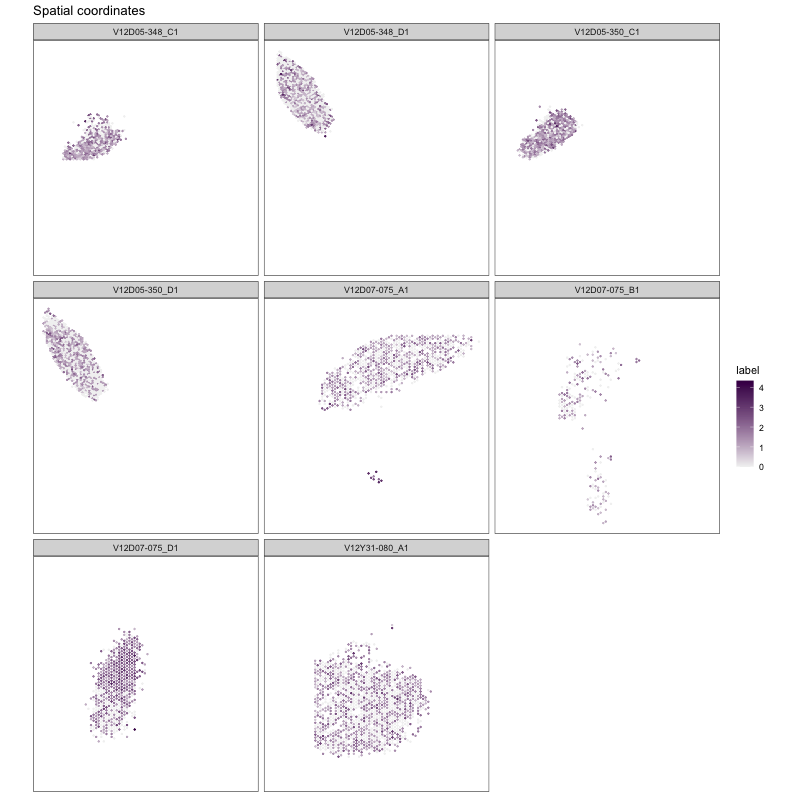 Spatial coordinates
V12D05-348_C1
V12D05-348_D1
V12D05-350_C1
V12D05-350_D1
V12D07-075_A1
V12D07-075_B1
label
4
3
2
1
0
V12D07-075_D1
V12Y31-080_A1